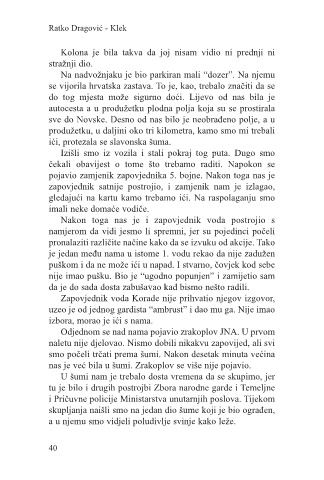 Ratko Dragović - Klek
Kolona je bila takva da joj nisam vidio ni prednji ni
stražnji dio.
Na nadvožnjaku je bio parkiran mali “dozer”. Na njemu
se vijorila hrvatska zastava. To je, kao, trebalo značiti da se
do tog mjesta može sigurno doći. Lijevo od nas bila je
autocesta a u produžetku plodna polja koja su se prostirala
sve do Novske. Desno od nas bilo je neobrađeno polje, a u
produžetku, u daljini oko tri kilometra, kamo smo mi trebali
ići, protezala se slavonska šuma.
Izišli smo iz vozila i stali pokraj tog puta. Dugo smo
čekali obavijest o tome što trebamo raditi. Napokon se
pojavio zamjenik zapovjednika 5. bojne. Nakon toga nas je
zapovjednik satnije postrojio, i zamjenik nam je izlagao,
gledajući na kartu kamo trebamo ići. Na raspolaganju smo
imali neke domaće vodiče.
Nakon toga nas je i zapovjednik voda postrojio s
namjerom da vidi jesmo li spremni, jer su pojedinci počeli
pronalaziti različite načine kako da se izvuku od akcije. Tako
je jedan među nama u istome 1. vodu rekao da nije zadužen
puškom i da ne može ići u napad. I stvarno, čovjek kod sebe
nije imao pušku. Bio je “ugodno popunjen” i zamijetio sam
da je do sada dosta zabušavao kad bismo nešto radili.
Zapovjednik voda Korade nije prihvatio njegov izgovor,
uzeo je od jednog gardista “ambrust” i dao mu ga. Nije imao
izbora, morao je ići s nama.
Odjednom se nad nama pojavio zrakoplov JNA. U prvom
naletu nije djelovao. Nismo dobili nikakvu zapovijed, ali svi
smo počeli trčati prema šumi. Nakon desetak minuta većina
nas je već bila u šumi. Zrakoplov se više nije pojavio.
U šumi nam je trebalo dosta vremena da se skupimo, jer
tu je bilo i drugih postrojbi Zbora narodne garde i Temeljne
i Pričuvne policije Ministarstva unutarnjih poslova. Tijekom
skupljanja naišli smo na jedan dio šume koji je bio ograđen,
a u njemu smo vidjeli poludivlje svinje kako leže.
40